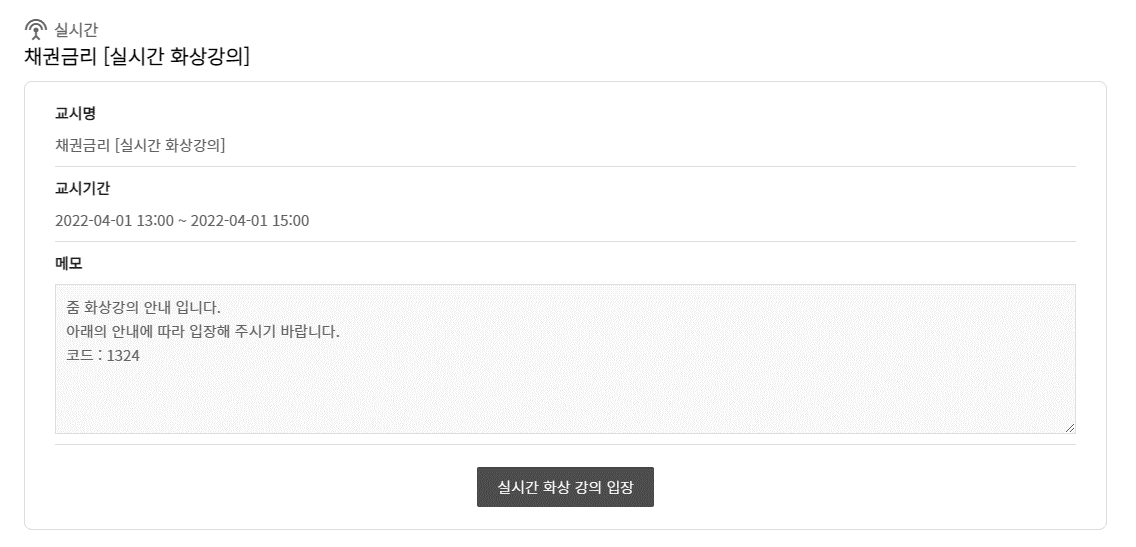 실시간
채권금리 [실시간 화상강의]
교시명
채권금리 [실시간 화상강의]
교시기간
2022-04-01 13:00 ~ 2022-04-01 15:00
메모
줌 화상강의 안내 입니다.
아래의 안내에 따라 입장해 주시기 바랍니다.
코드 : 1324
실시간 화상 강의 입장